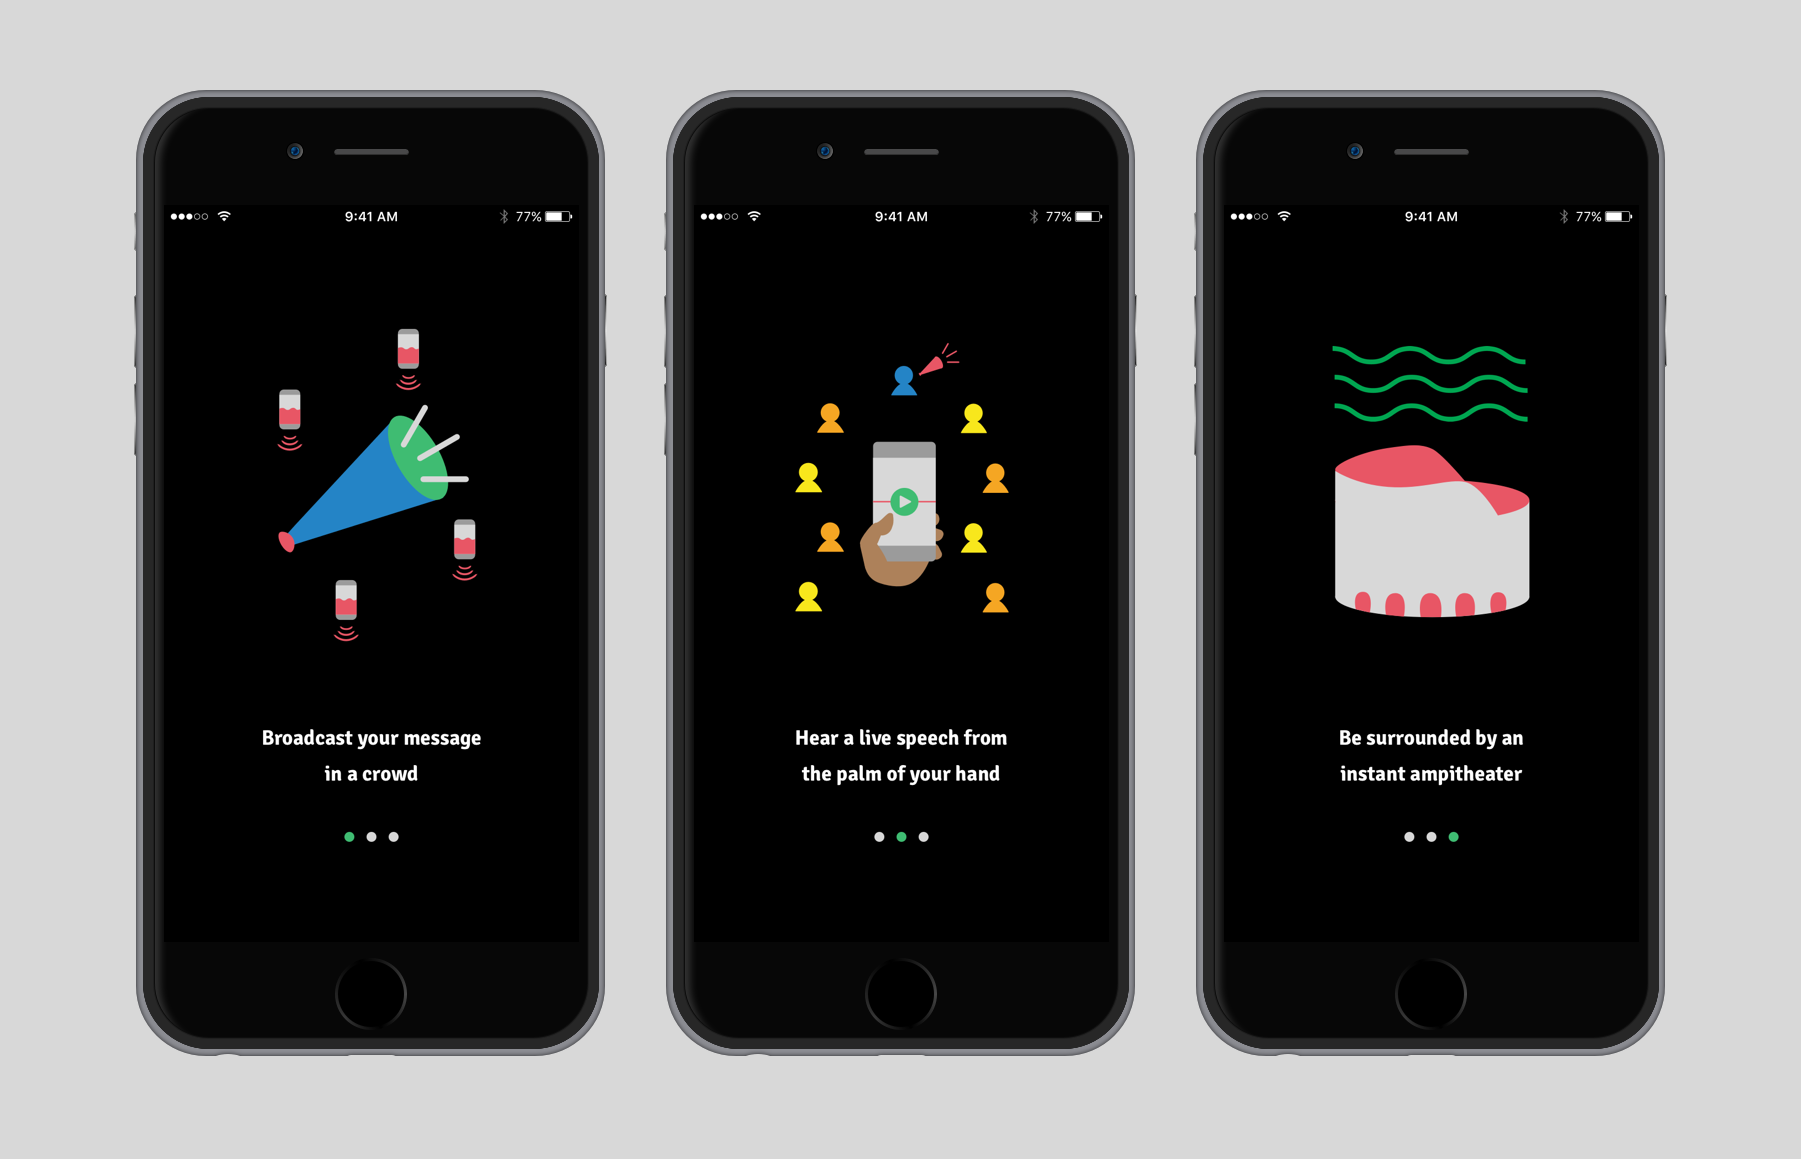 9:41 AM
77%
Broadcast your message
in a crowd
9:41 AM
77%
Hear a live speech from
the palm of your hand
9:41 AM
77%
Be surrounded by an
instant ampitheater